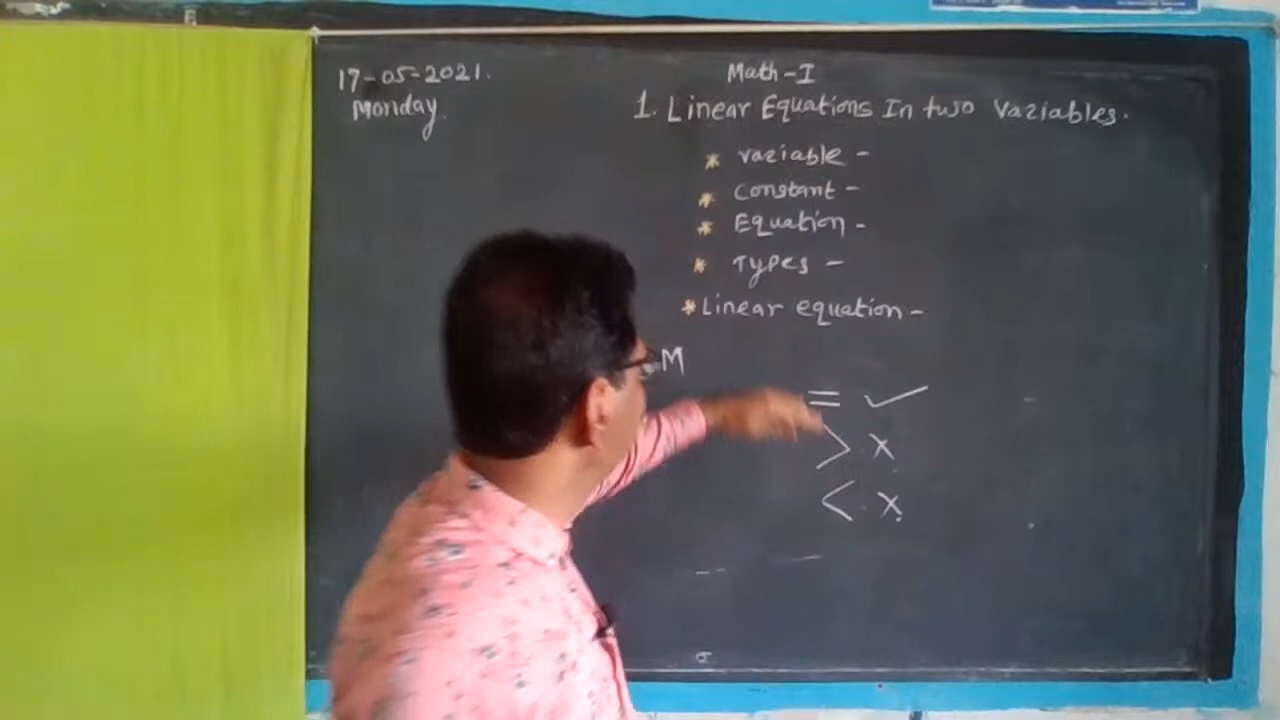 17-05-2021.
Monday
Math-I
1. Linear Equations In two Variables.
* variable -
* Constant -
* Equation -
* Types -
* Linear equation -
M
= ✓
> x
< x